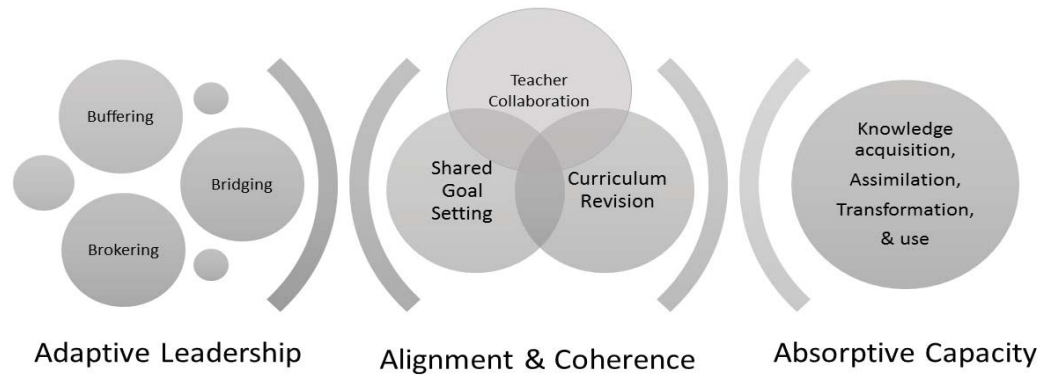 Buffering
Bridging
Brokering
Adaptive Leadership
Teacher
Collaboration
Shared
Goal
Setting
Curriculum
Revision
Alignment & Coherence
Knowledge
acquisition,
Assimilation,
Transformation,
& use
Absorptive Capacity